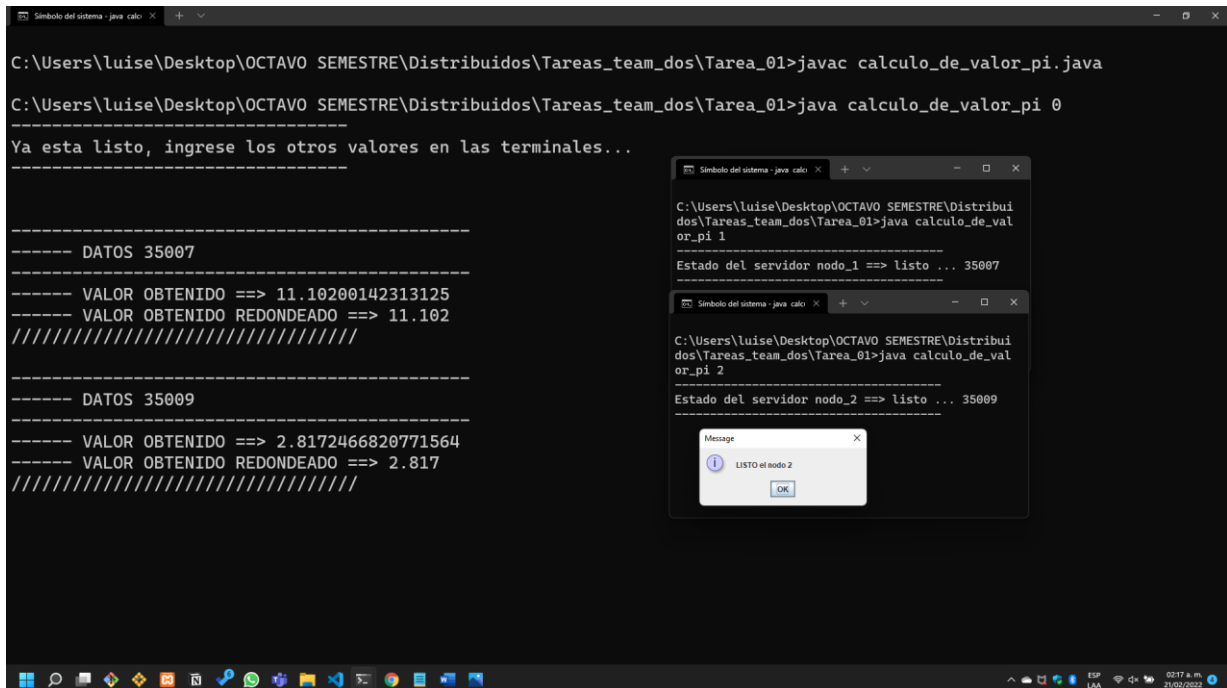 Símbolo del sistema - java calc
C:\Users\luise\Desktop\OCTAVO SEMESTRE\Distribuidos\Tareas_team_dos\Tarea_01>javac calculo_de_valor_pi.java
C:\Users\luise\Desktop\OCTAVO SEMESTRE\Distribuidos\Tareas_team_dos\Tarea_01>java calculo_de_valor_pi 0
---------------------------------
Ya esta listo, ingrese los otros valores en las terminales...
---------------------------------
---------------------------------------------
------ DATOS 35007
---------------------------------------------
------ VALOR OBTENIDO ==> 11.10200142313125
------ VALOR OBTENIDO REDONDEADO ==> 11.102
//////////////////////////////////
---------------------------------------------
------ DATOS 35009
---------------------------------------------
------ VALOR OBTENIDO ==> 2.8172466820771564
------ VALOR OBTENIDO REDONDEADO ==> 2.817
//////////////////////////////////
Símbolo del sistema - java calc
C:\Users\luise\Desktop\OCTAVO SEMESTRE\Distribui
dos\Tareas_team_dos\Tarea_01>java calculo_de_val
or_pi 1
--------------------------------------
Estado del servidor nodo_1 ==> listo ... 35007
--------------------------------------
Símbolo del sistema - java calc
C:\Users\luise\Desktop\OCTAVO SEMESTRE\Distribui
dos\Tareas_team_dos\Tarea_01>java calculo_de_val
or_pi 2
--------------------------------------
Estado del servidor nodo_2 ==> listo ... 35009
--------------------------------------
Message
LISTO el nodo 2
OK
ESP
LAA
02:17 a. m.
21/02/2022